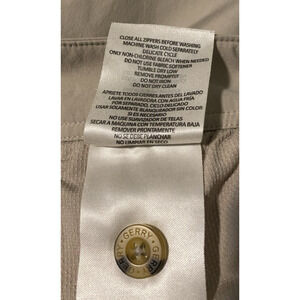 CLOSE ALL ZIPPERS BEFORE WASHING
MACHINE WASH COLD SEPARATELY
DELICATE CYCLE
ONLY NON-CHLORINE BLEACH WHEN NEEDED
DO NOT USE FABRIC SOFTENER
TUMBLE DRY LOW
REMOVE PROMPTLY
DO NOT IRON
DO NOT DRY CLEAN
APRIETE TODOS CIERRES ANTES DEL LAVADO
LAVAR EN LAVADORA CON AGUA FRÍA
POR SEPARADO, CICLO DELICADO
USAR SOLAMENTE BLANQUEADOR SIN CLORO
SI ES NECESARIO
NO USE SUAVIZADOR DE TELAS
SECAR A MAQUINA CON TEMPERATURA BAJA
REMOVER PRONTAMENTE
NO SE DEBE PLANCHAR
NO LIMPIAR EN SECO
GERRY • GERRY